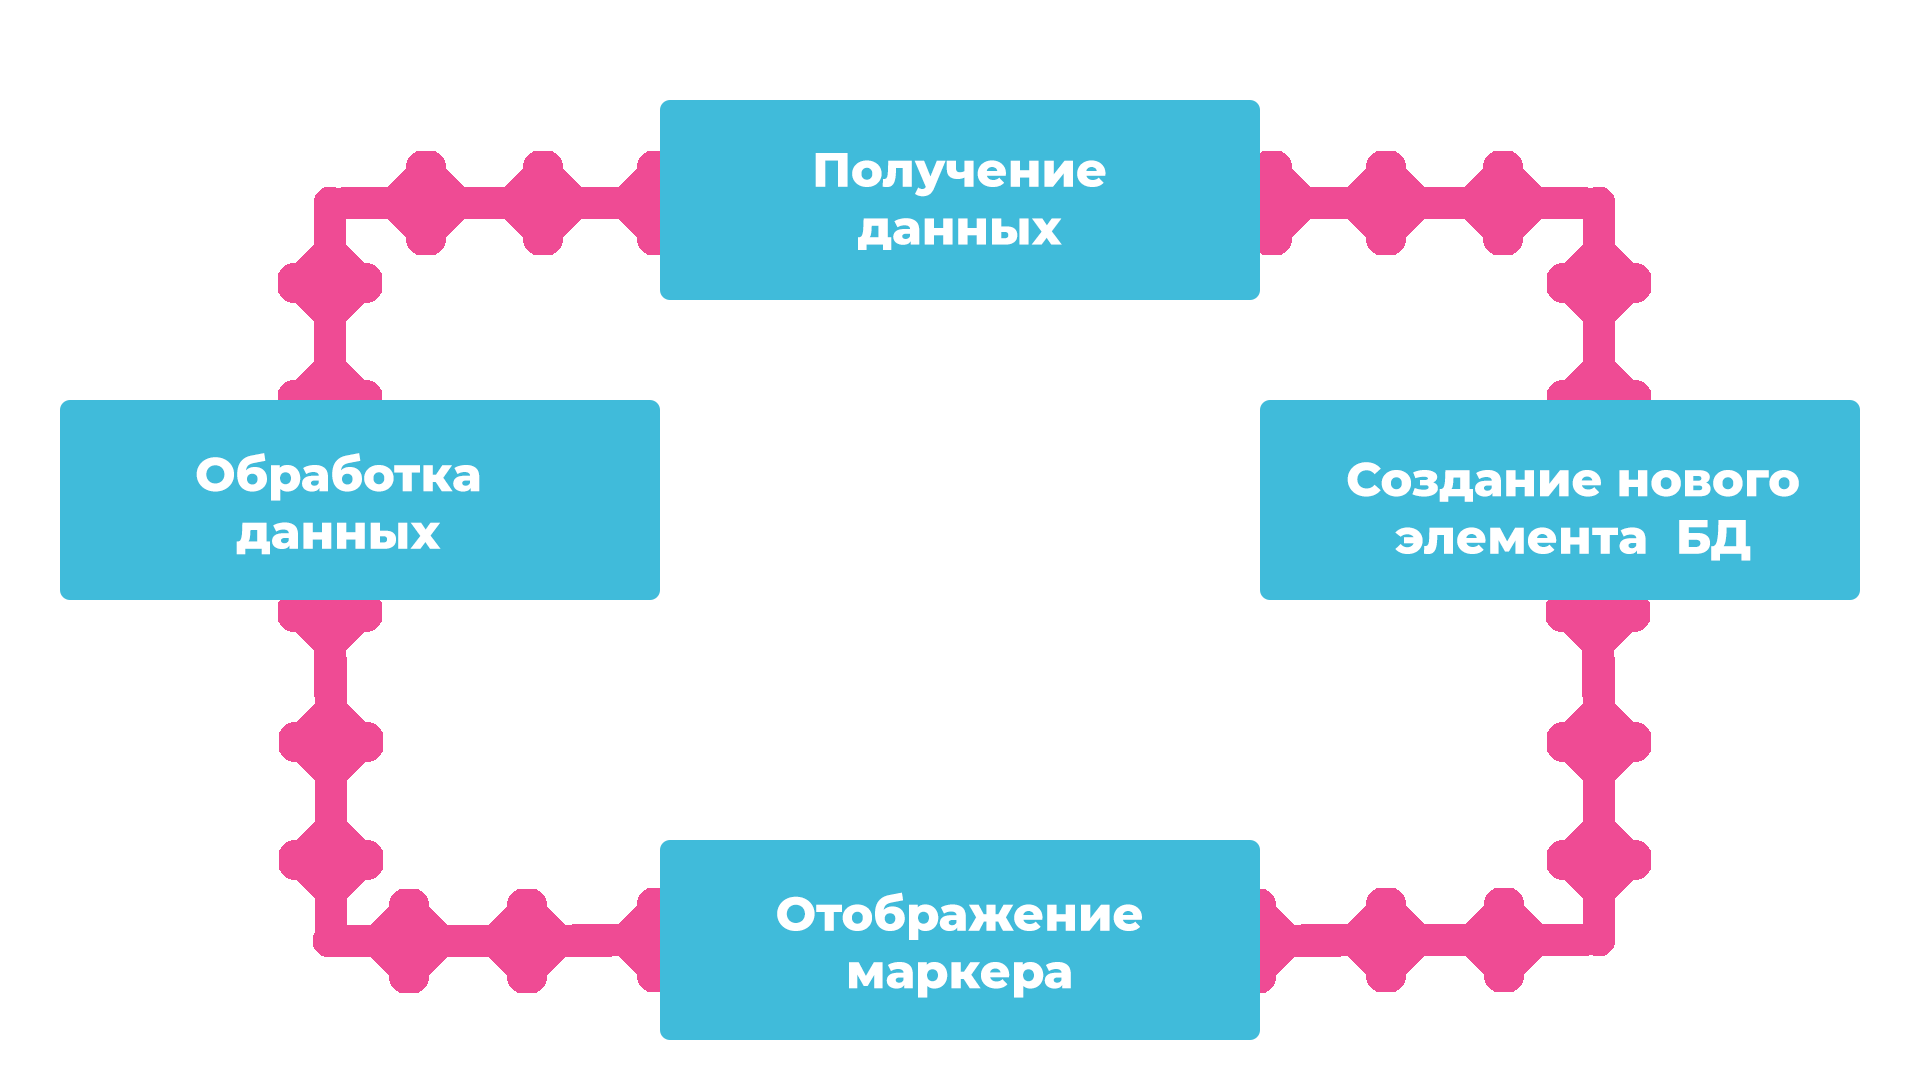 Получение
данных
Обработка
данных
Создание нового
элемента  БД
Отображение
маркера